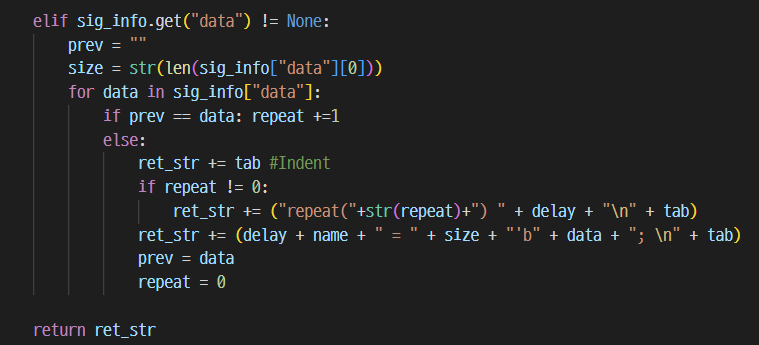 elif sig_info.get("data") != None:
prev = ""
size = str(len(sig_info["data"][0]))
for data in sig_info["data"]:
if prev == data: repeat +=1
else:
ret_str += tab #Indent
if repeat != 0:
ret_str += ("repeat("+str(repeat)+") " + delay + "\n" + tab)
ret_str += (delay + name + " = " + size + "'b" + data + "; \n" + tab)
prev = data
repeat = 0
return ret_str